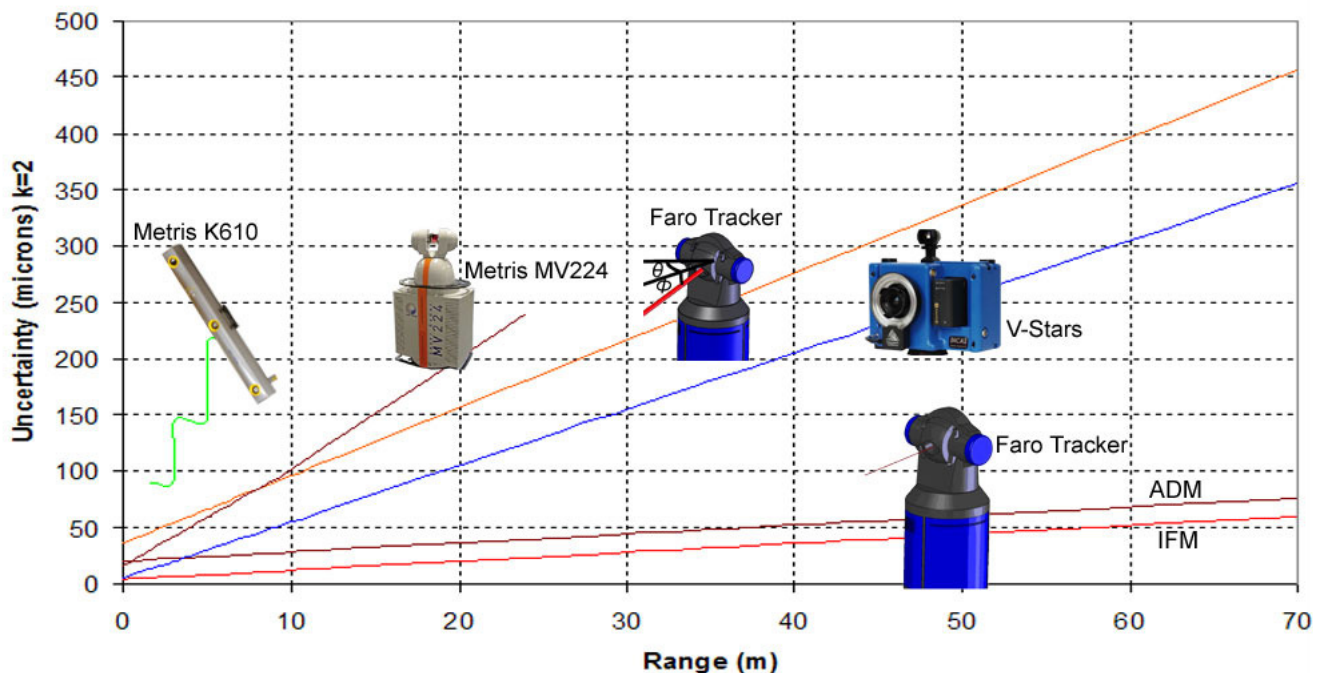 500
450
400
350
300
250
200
150
100
50
0
Uncertainty (microns) k=2
Metris K610
Metris MV224
MV224
Faro Tracker
θ
Φ
V-Stars
Faro Tracker
ADM
IFM
0 10 20 30 40 50 60 70
Range (m)